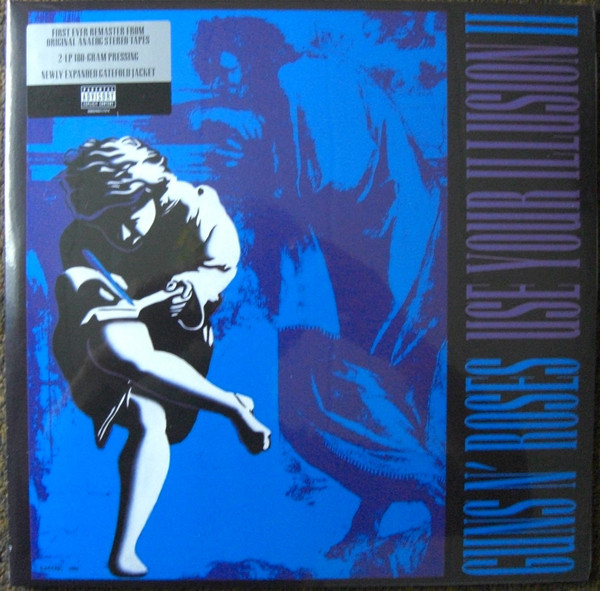 FIRST EVER REMASTER FROM
ORIGINAL ANALOG STEREO TAPES
2-LP 180-GRAM PRESSING
NEWLY EXPANDED GATEFOLD JACKET
PARENTAL
ADVISORY
EXPLICIT CONTENT
GUNS N' ROSES USE YOUR ILLUSION II